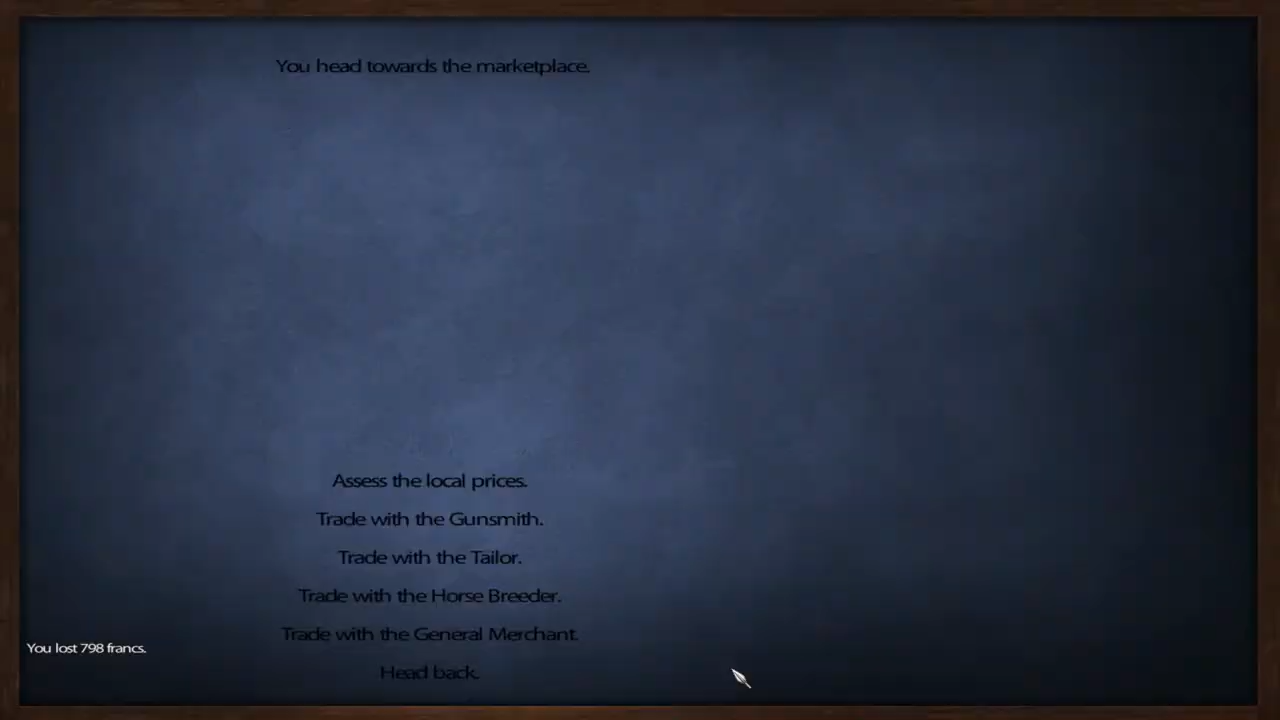 You head towards the marketplace.
Assess the local prices.
Trade with the Gunsmith.
Trade with the Tailor.
Trade with the Horse Breeder.
Trade with the General Merchant.
You lost 798 francs.
Head back.